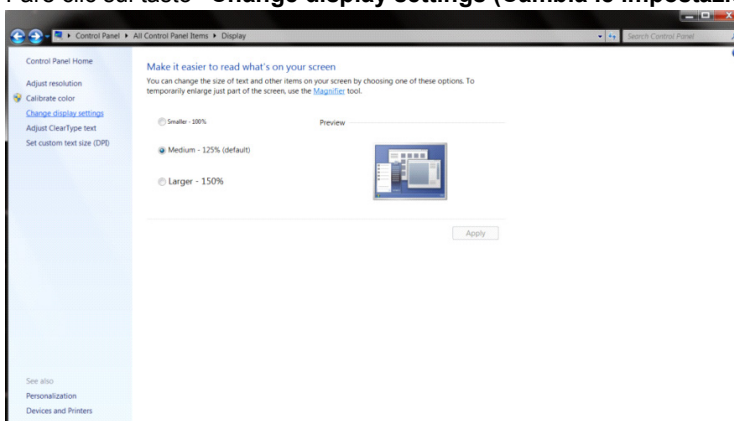 Fare clic sul tasto "Change display settings (Cambia le impostazi
Control Panel ▸ All Control Panel Items ▸ Display
Search Control Panel
Control Panel Home
Adjust resolution
Calibrate color
Change display settings
Adjust ClearType text
Set custom text size (DPI)
Make it easier to read what's on your screen
You can change the size of text and other items on your screen by choosing one of these options. To
temporarily enlarge just part of the screen, use the Magnifier tool.
Smaller - 100%
Preview
Medium - 125% (default)
Larger - 150%
Apply
See also
Personalization
Devices and Printers